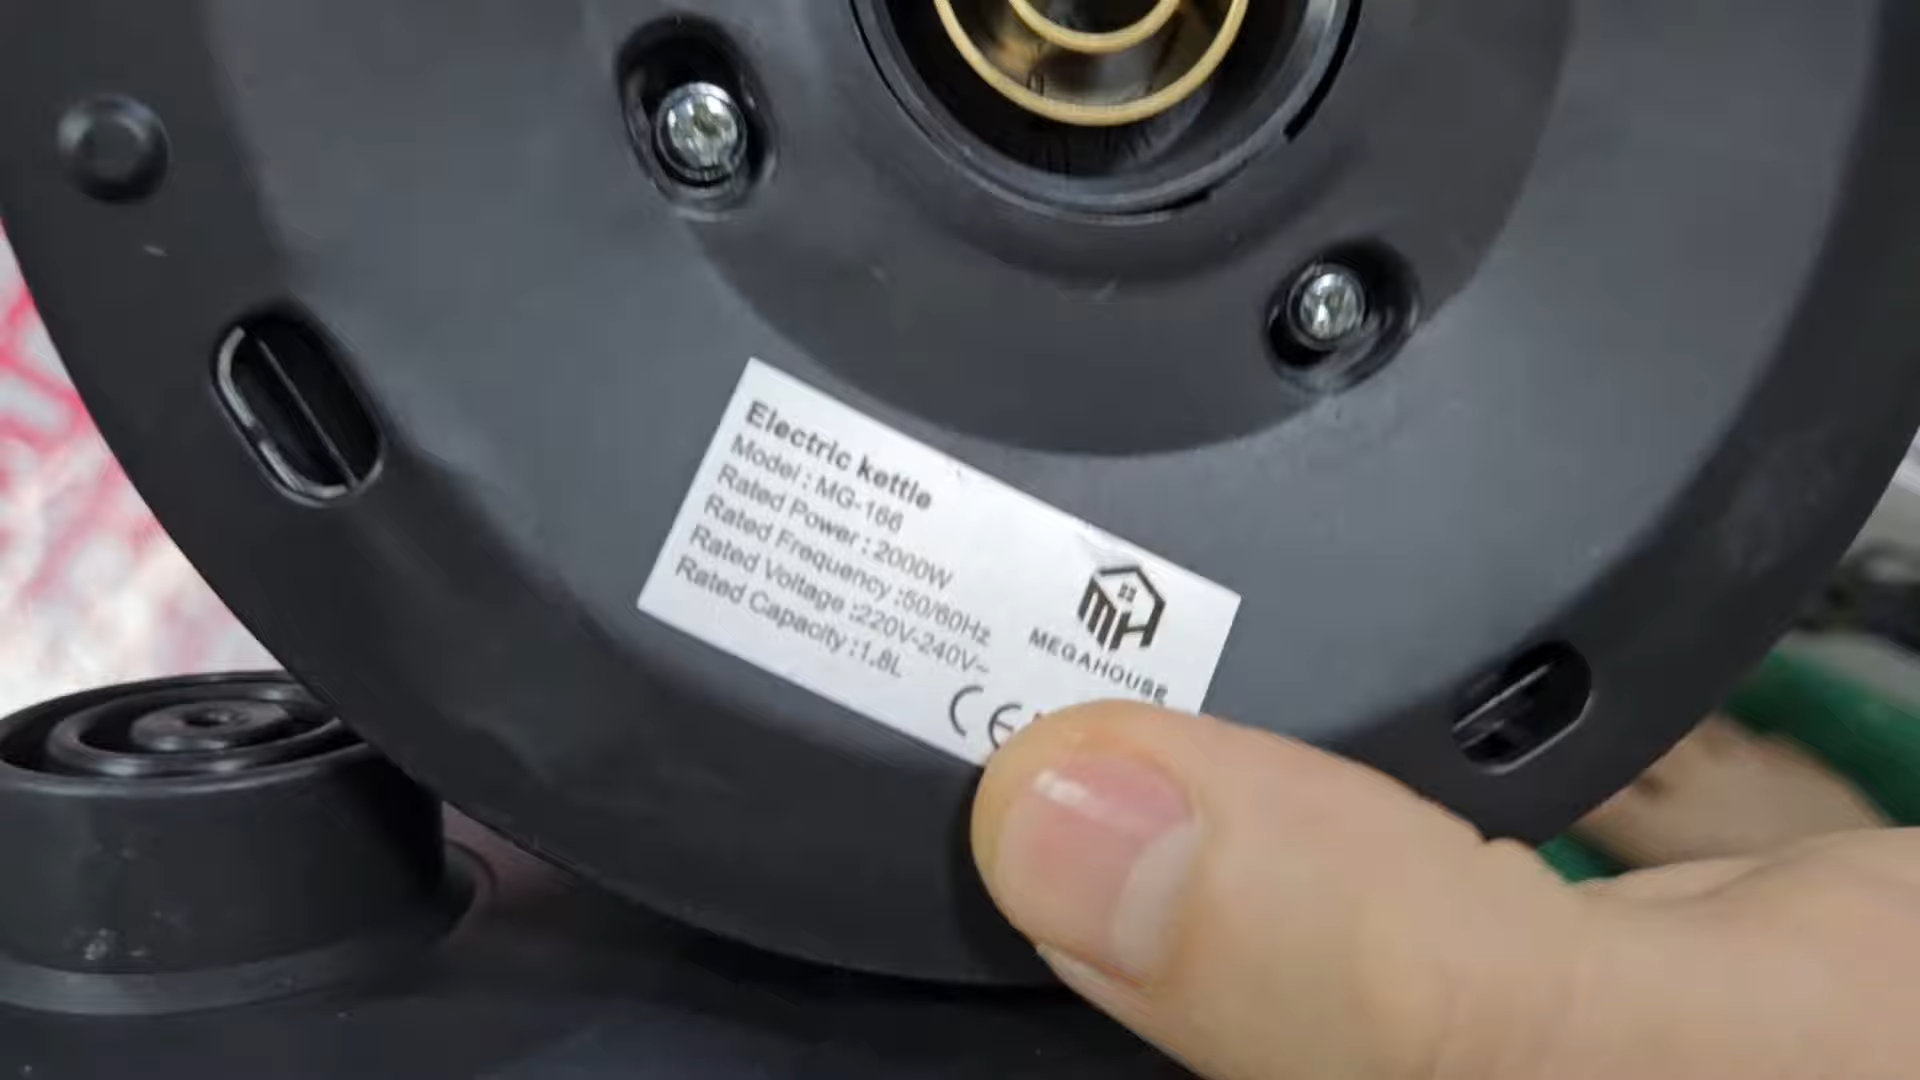 Electric kettle
Model : MG-166
Rated Power : 2000W
Rated Frequency :50/60Hz
Rated Voltage :220V-240V~
Rated Capacity :1.8L
MH
MEGAHOUSE
CE